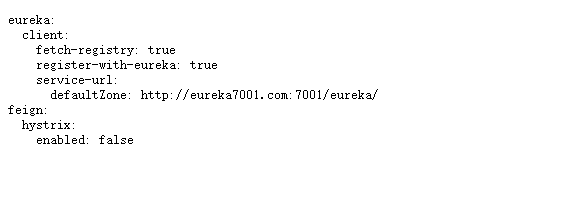 eureka:
  client:
    fetch-registry: true
    register-with-eureka: true
    service-url:
      defaultZone: http://eureka7001.com:7001/eureka/
feign:
  hystrix:
    enabled: false